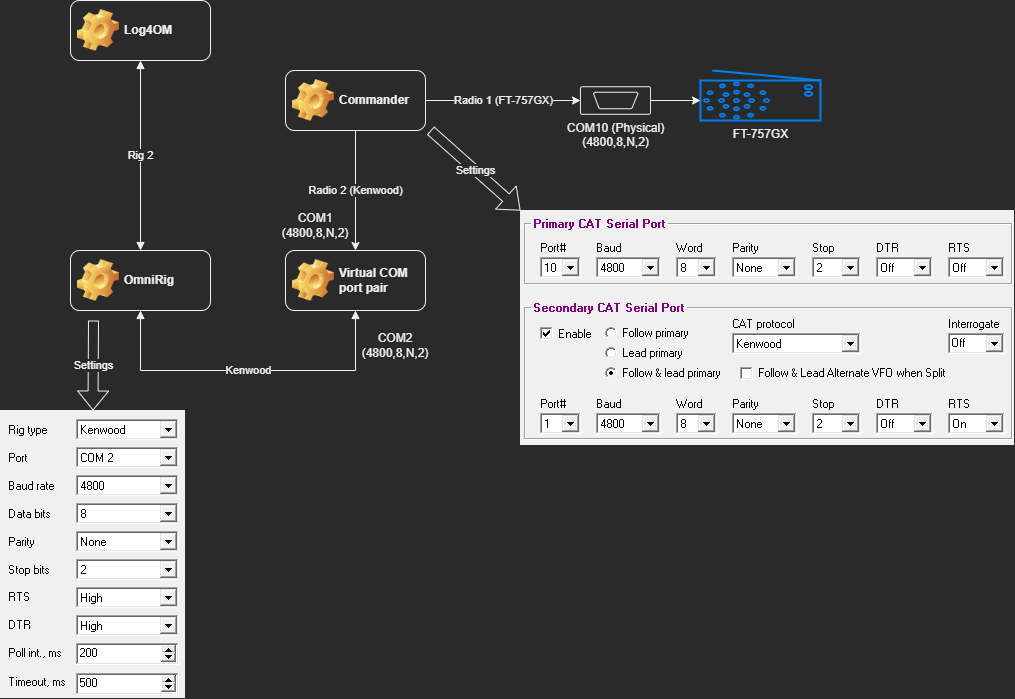 Log4OM
Commander
Radio 1 (FT-757GX)
COM10 (Physical)
(4800,8,N,2)
FT-757GX
Rig 2
Settings
Radio 2 (Kenwood)
COM1
(4800,8,N,2)
OmniRig
Virtual COM
port pair
COM2
(4800,8,N,2)
Settings
Kenwood
Primary CAT Serial Port
Port# Baud Word Parity Stop DTR RTS
10 4800 8 None 2 Off Off
Secondary CAT Serial Port
Enable Follow primary CAT protocol Interrogate
Lead primary Kenwood Off
Follow & lead primary Follow & Lead Alternate VFO when Split
Port# Baud Word Parity Stop DTR RTS
1 4800 8 None 2 Off On
Rig type Kenwood
Port COM 2
Baud rate 4800
Data bits 8
Parity None
Stop bits 2
RTS High
DTR High
Poll int., ms 200
Timeout, ms 500